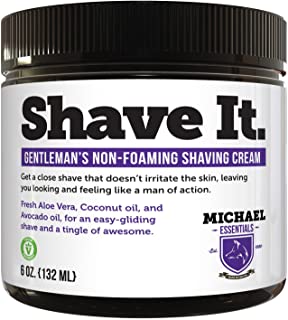 Shave It.
GENTLEMAN'S NON-FOAMING SHAVING CREAM
Get a close shave that doesn't irritate the skin, leaving
you looking and feeling like a man of action.
Fresh Aloe Vera, Coconut oil, and
Avocado oil, for an easy-gliding
shave and a tingle of awesome.
MICHAEL
ESSENTIALS
6 OZ. {132 ML}